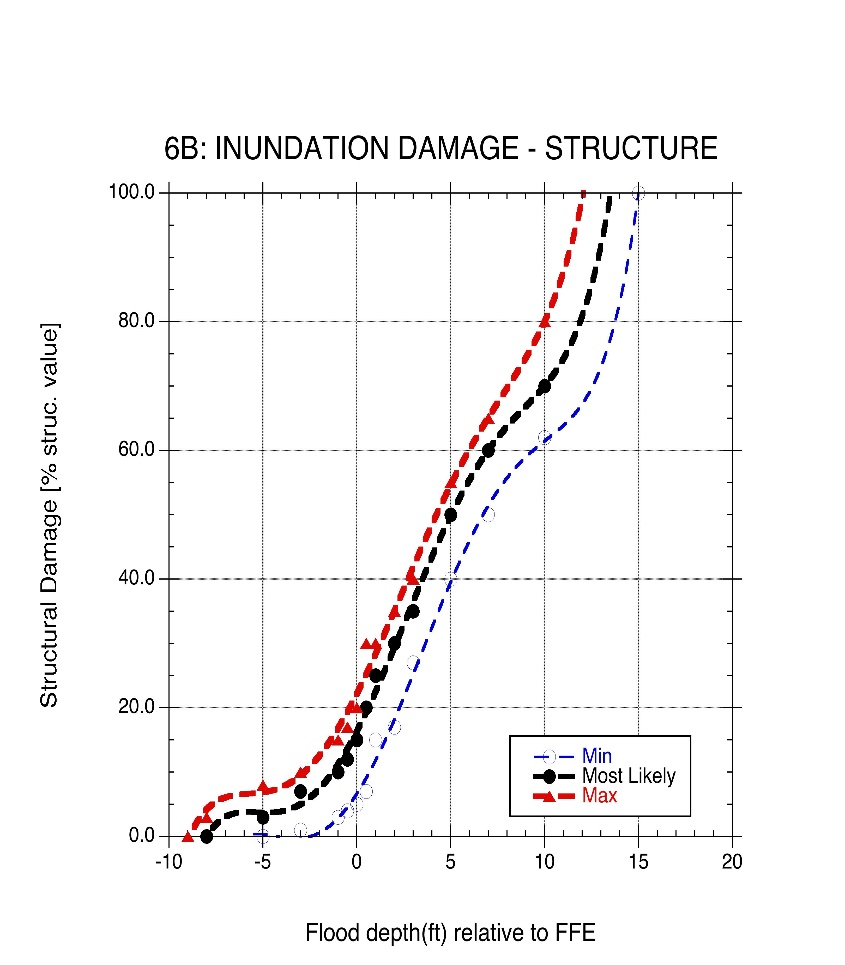 6B: INUNDATION DAMAGE - STRUCTURE
100.0
80.0
60.0
40.0
20.0
0.0
Structural Damage [% struc. value]
-10 -5 0 5 10 15 20
Flood depth(ft) relative to FFE
Min
Most Likely
Max